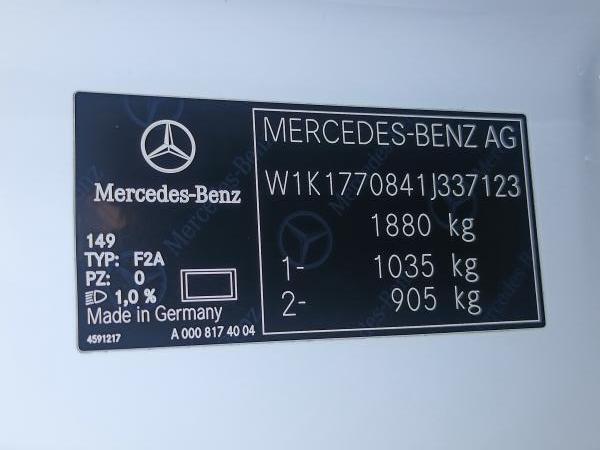 Mercedes-Benz
149
TYP: F2A
PZ: 0
1,0 %
Made in Germany
4591217
A 000 817 40 04
MERCEDES-BENZ AG
W1K1770841J337123
1880 kg
1- 1035 kg
2- 905 kg